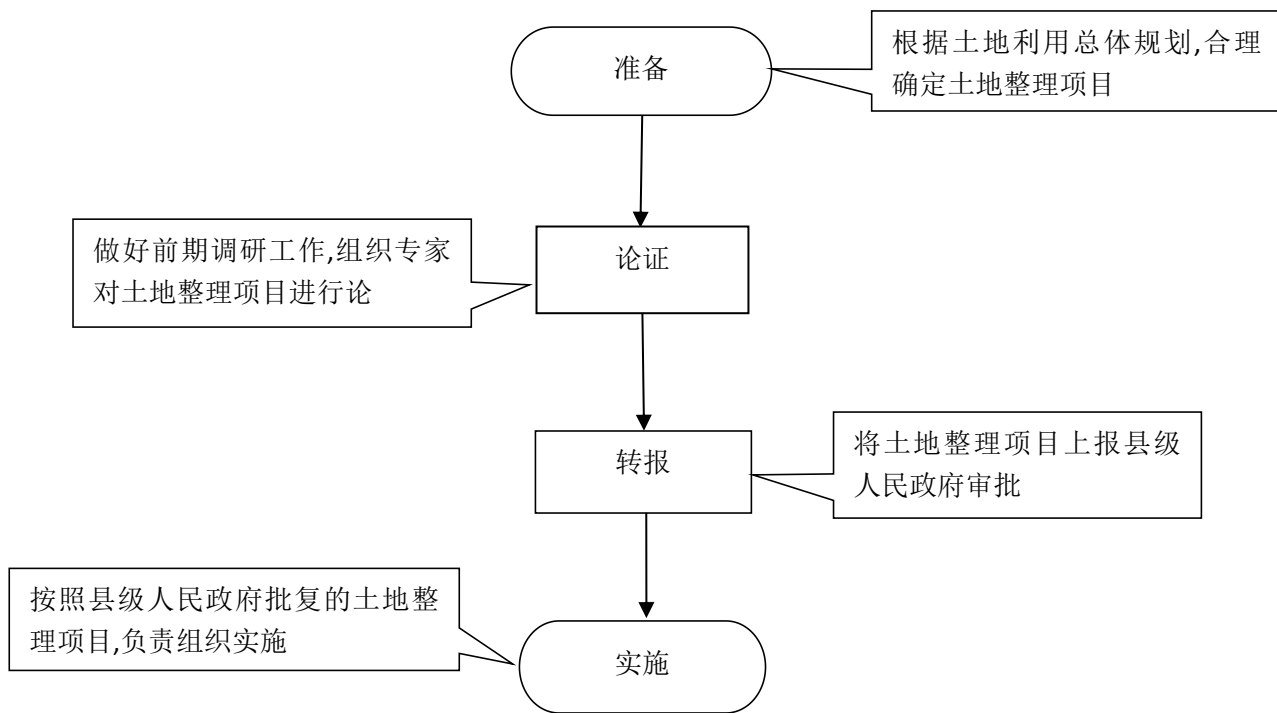 准备
根据土地利用总体规划,合理
确定土地整理项目
做好前期调研工作,组织专家
对土地整理项目进行论
论证
转报
将土地整理项目上报县级
人民政府审批
按照县级人民政府批复的土地整
理项目,负责组织实施
实施